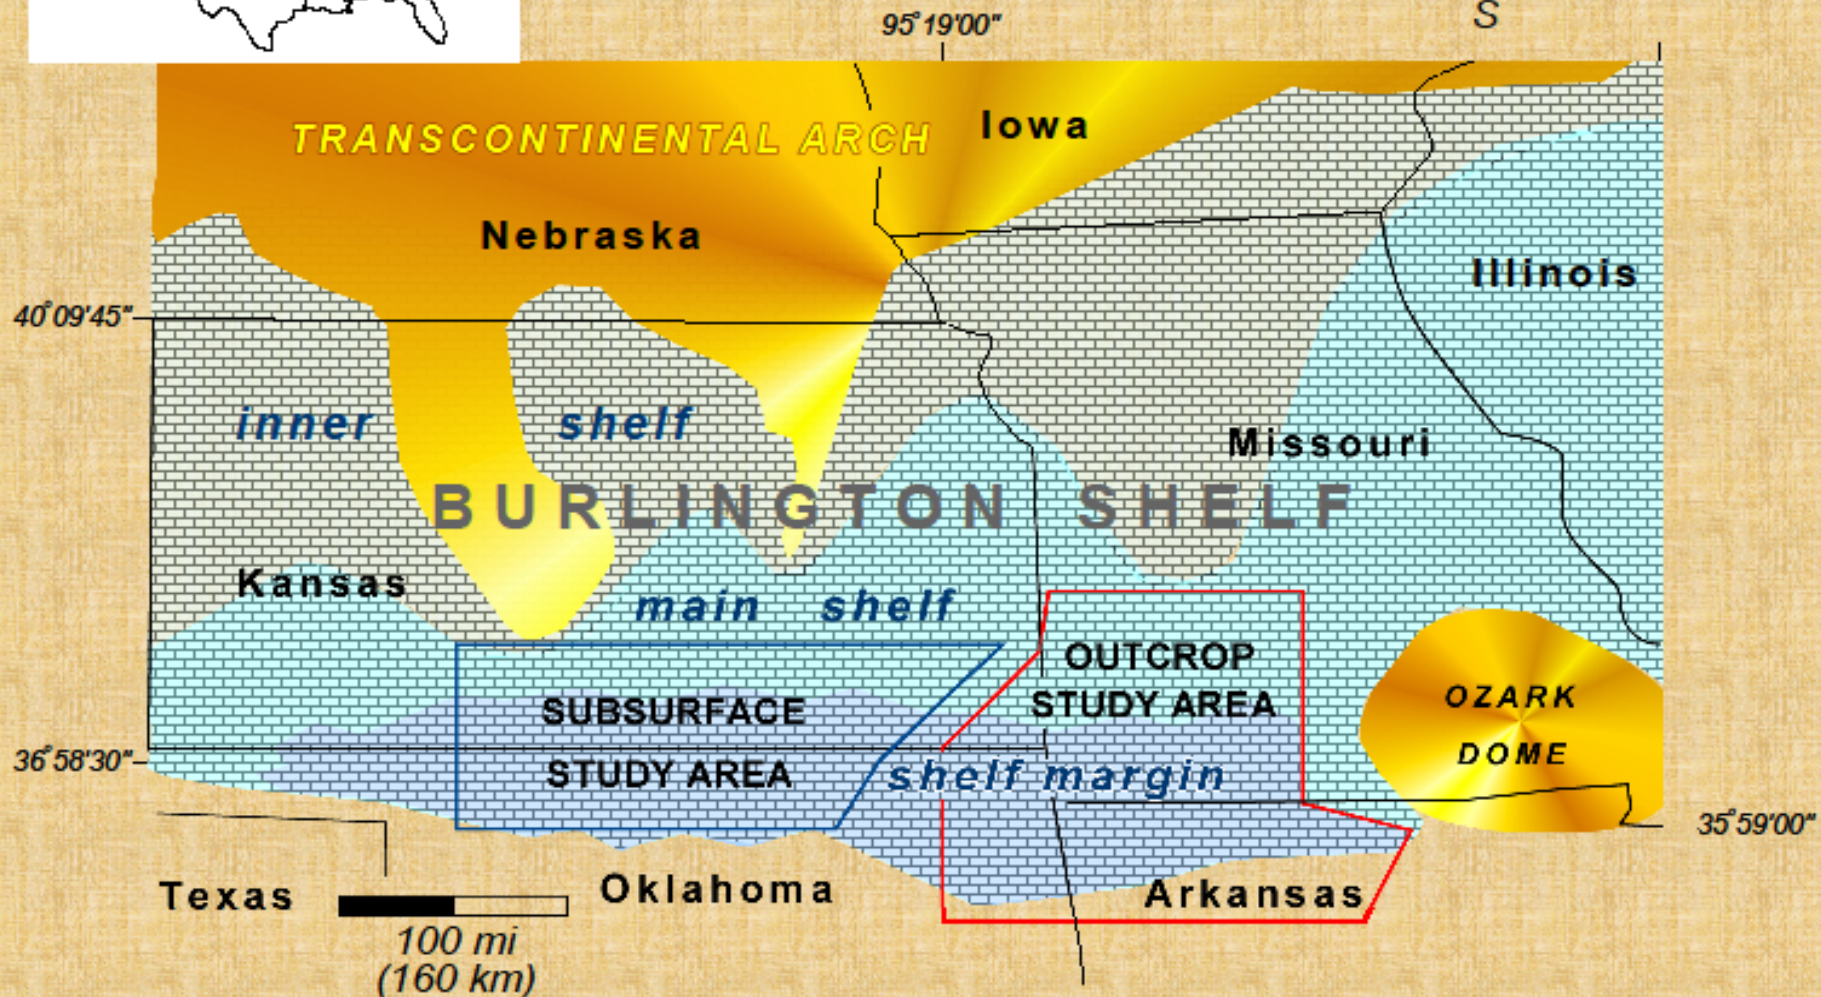 95°19'00"
S
TRANSCONTINENTAL ARCH
Iowa
Nebraska
Illinois
40°09'45"
inner shelf
Missouri
BURLINGTON SHELF
Kansas
main shelf
OUTCROP
STUDY AREA
SUBSURFACE
STUDY AREA
OZARK
DOME
36°58'30"
shelf margin
35°59'00"
Texas
Oklahoma
Arkansas
100 mi
(160 km)